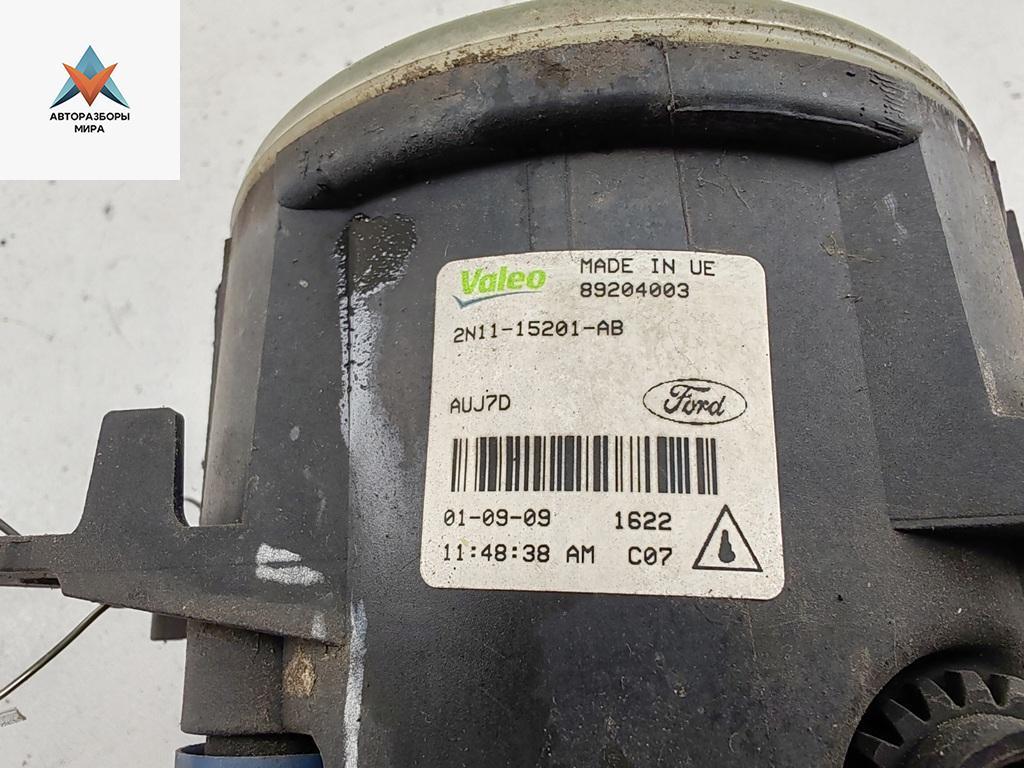 АВТОРАЗБОРЫ
МИРА
Valeo
MADE IN UE
89204003
2N11-15201-AB
AUJ7D
Ford
01-09-09 1622
11:48:38 AM C07